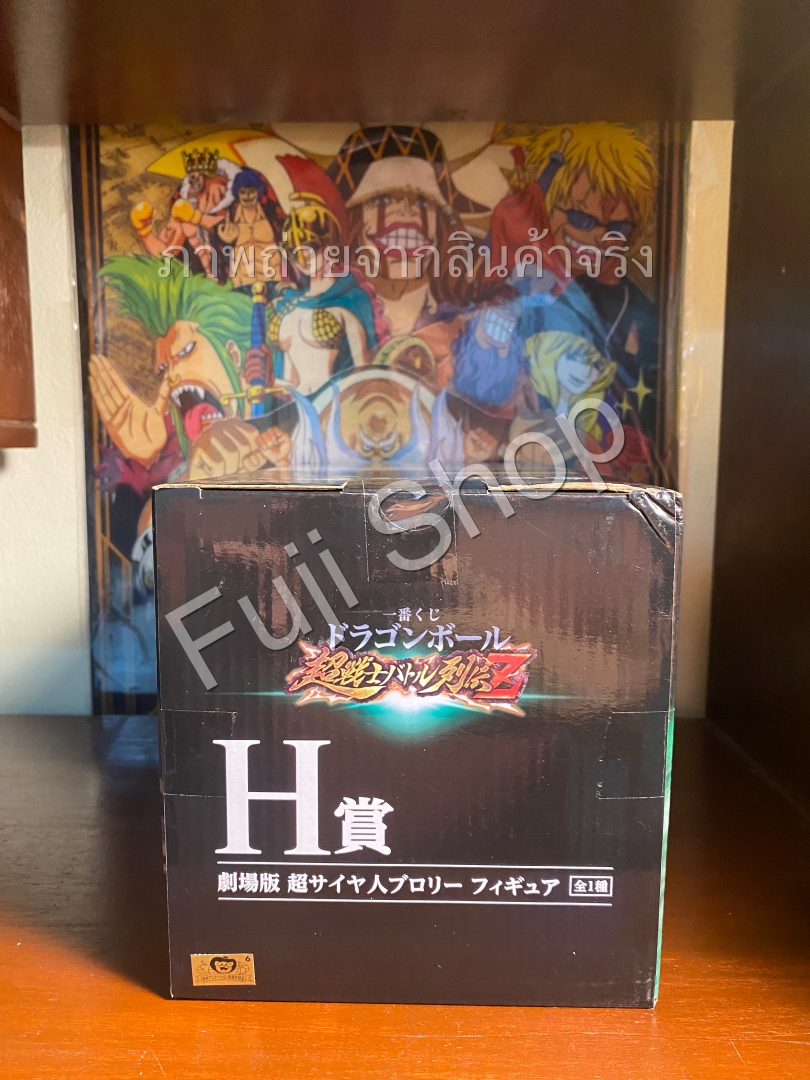 ภาพถ่ายจากสินค้าจริง
Fuji Shop
一番くじ
ドラゴンボール
超戦士バトル列伝Z
H賞
劇場版 超サイヤ人ブロリー フィギュア 全1種
6